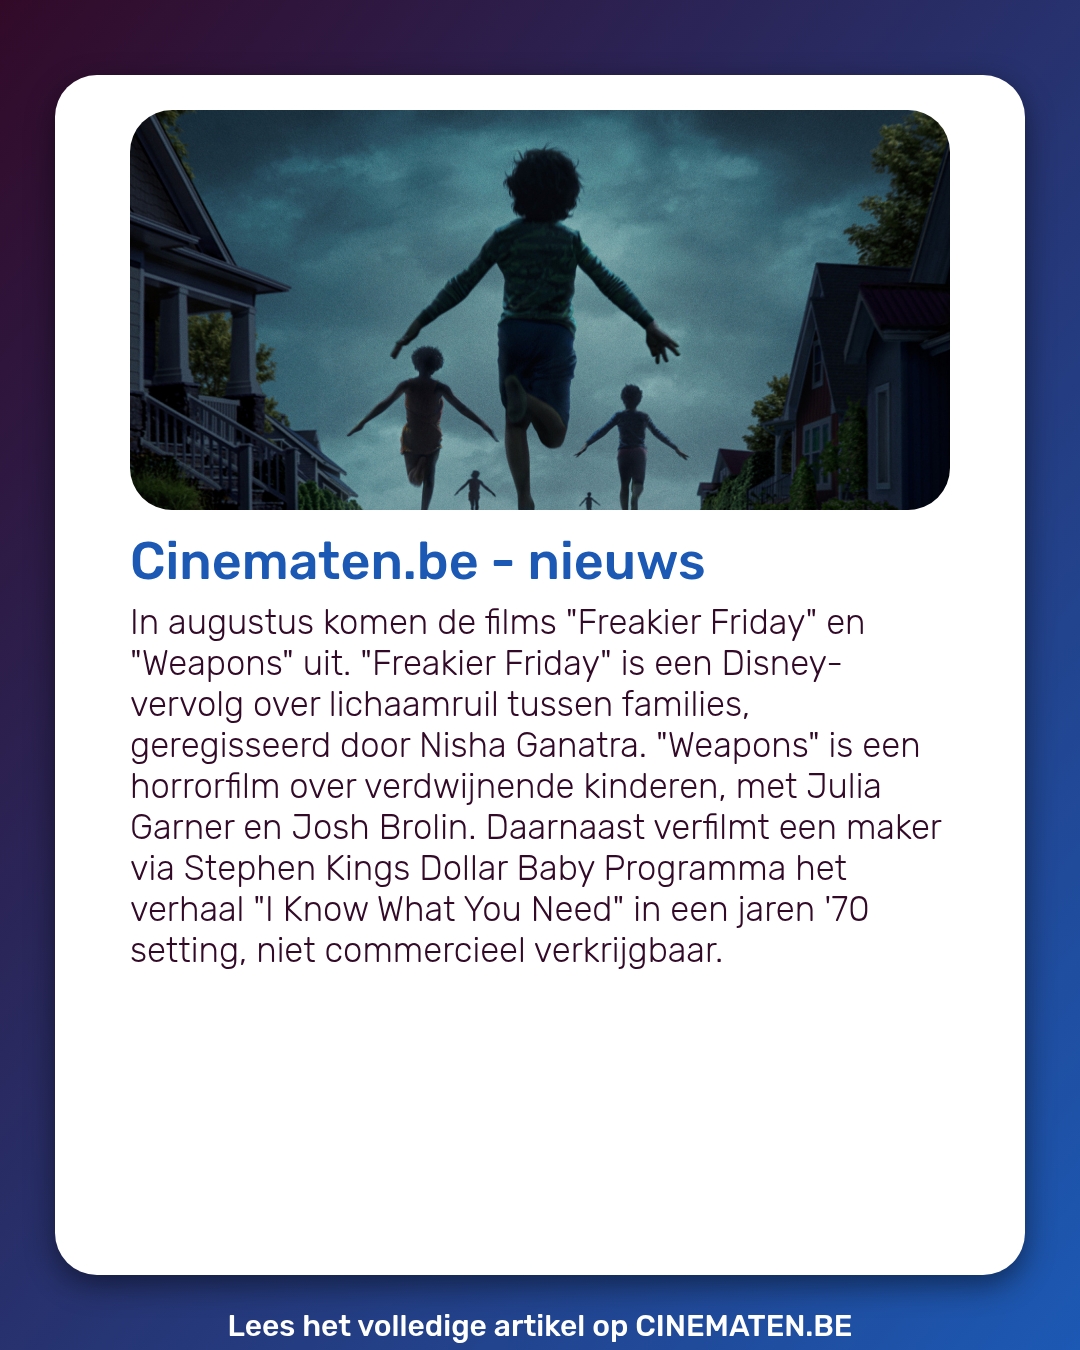 Cinematen.be - nieuws
In augustus komen de films "Freakier Friday" en
"Weapons" uit. "Freakier Friday" is een Disney-
vervolg over lichaamruil tussen families,
geregisseerd door Nisha Ganatra. "Weapons" is een
horrorfilm over verdwijnende kinderen, met Julia
Garner en Josh Brolin. Daarnaast verfilmt een maker
via Stephen Kings Dollar Baby Programma het
verhaal "I Know What You Need" in een jaren '70
setting, niet commercieel verkrijgbaar.
Lees het volledige artikel op CINEMATEN.BE